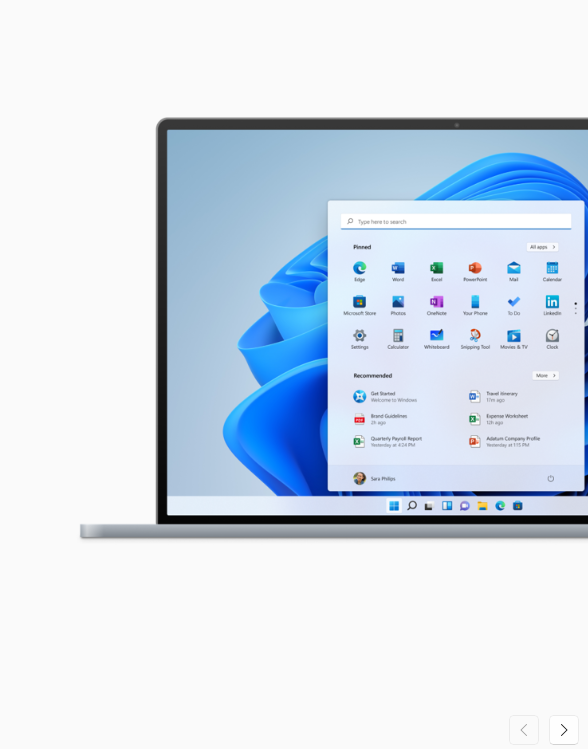 Type here to search
Pinned
All apps
Edge
Word
Excel
PowerPoint
Mail
Calendar
Microsoft Store
Photos
OneNote
Your Phone
To Do
LinkedIn
Settings
Calculator
Whiteboard
Snipping Tool
Movies & TV
Clock
Recommended
More
Get Started
Welcome to Windows
Travel Itinerary
17m ago
Brand Guidelines
2h ago
Expense Worksheet
12h ago
Quarterly Payroll Report
Yesterday at 4:24 PM
Adatum Company Profile
Yesterday at 1:15 PM
Sara Philips